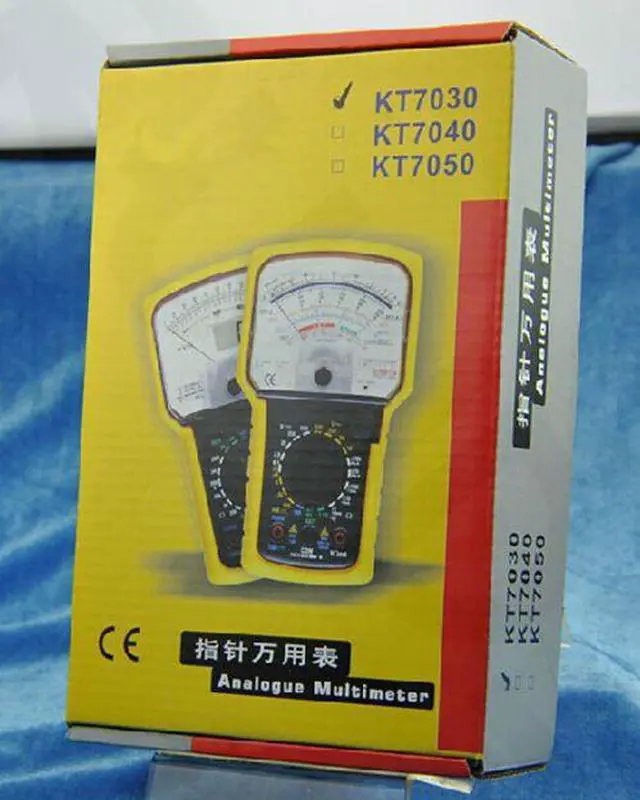 KT7030
KT7040
KT7050
CE
指针万用表
Analogue Multimeter
指针万用表
Analogue Multimeter
KT7030
KT7040
KT7050